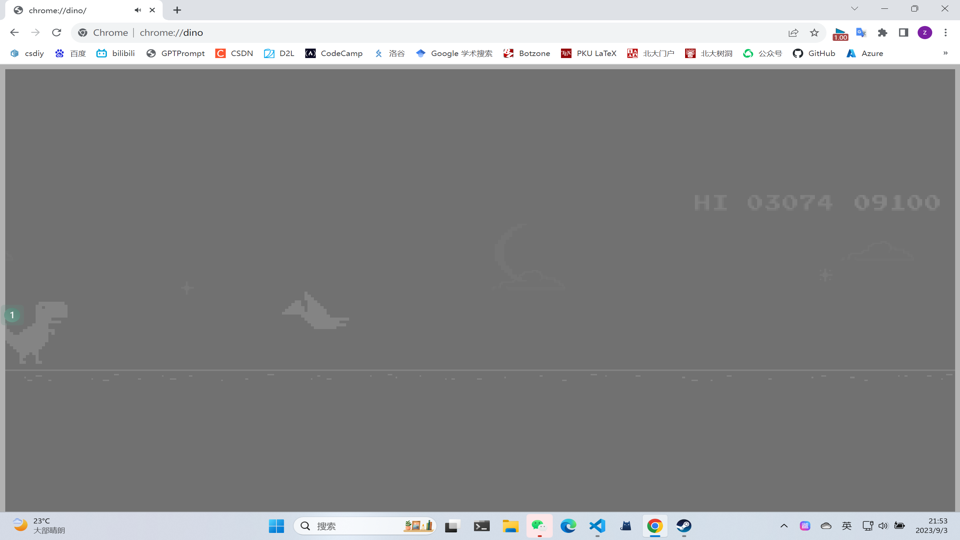 chrome://dino/
Chrome | chrome://dino
1.00
z
csdiy 百度 bilibili GPTPrompt CSDN D2L CodeCamp 洛谷 Google 学术搜索 Botzone PKU LaTeX 北大门户 北大树洞 公众号 GitHub Azure »
HI 03074 09100
1
23°C
大部晴朗
搜索
英
21:53
2023/9/3